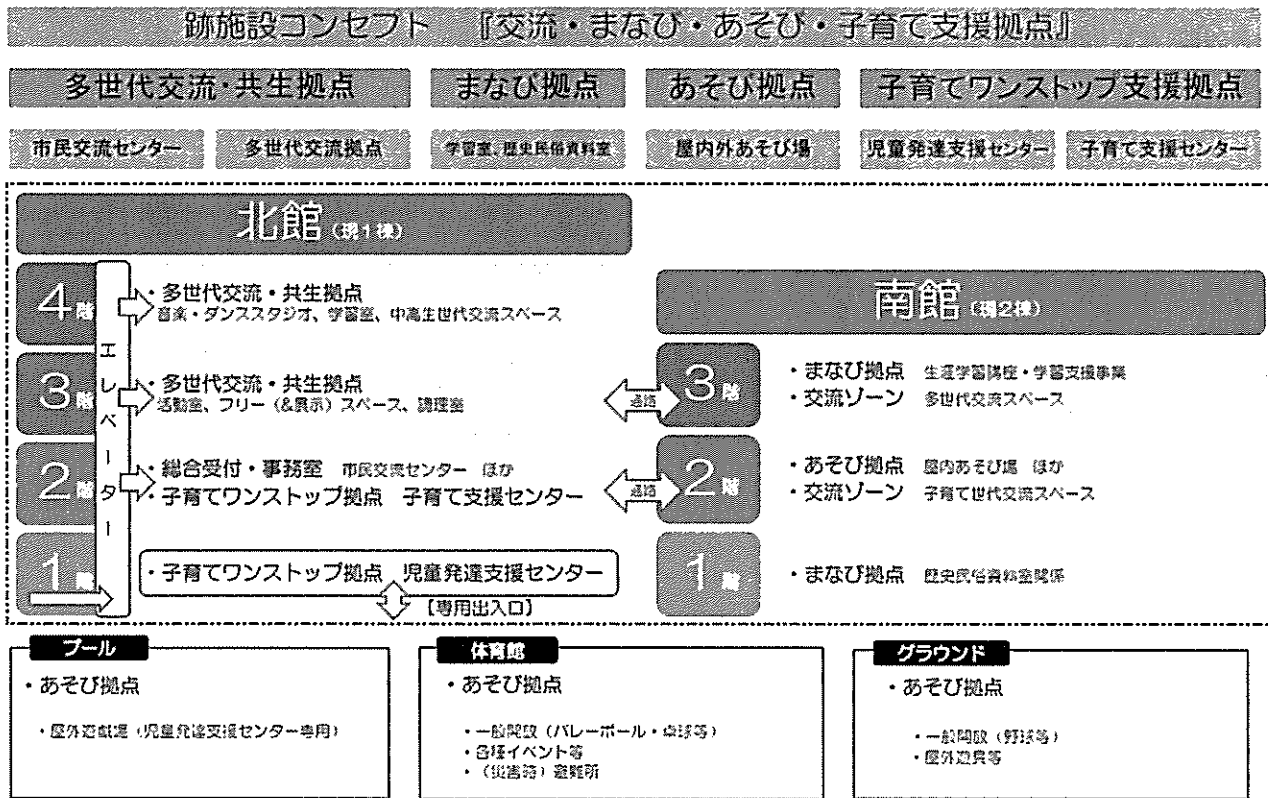 跡施設コンセプト 『交流・まなび・あそび・子育て支援拠点』
多世代交流・共生拠点 まなび拠点 あそび拠点 子育てワンストップ支援拠点
市民交流センター 多世代交流拠点 学習室、歴史民俗資料室 屋内外あそび場 児童発達支援センター 子育て支援センター
北館(現1棟)
4階
・多世代交流・共生拠点
音楽・ダンススタジオ、学習室、中高生世代交流スペース
3階
・多世代交流・共生拠点
活動室、フリー(&展示)スペース、調理室
2階
・総合受付・事務室 市民交流センター ほか
・子育てワンストップ拠点 子育て支援センター
1階
・子育てワンストップ拠点 児童発達支援センター
【専用出入口】
エレベーター
通路
通路
南館(現2棟)
3階
・まなび拠点 生涯学習講座・学習支援事業
・交流ゾーン 多世代交流スペース
2階
・あそび拠点 屋内あそび場 ほか
・交流ゾーン 子育て世代交流スペース
1階
・まなび拠点 歴史民俗資料室関係
プール
・あそび拠点
・屋外遊戯場(児童発達支援センター専用)
体育館
・あそび拠点
・一般開放(バレーボール・卓球等)
・各種イベント等
・(災害時)避難所
グラウンド
・あそび拠点
・一般開放(野球等)
・屋外遊具等